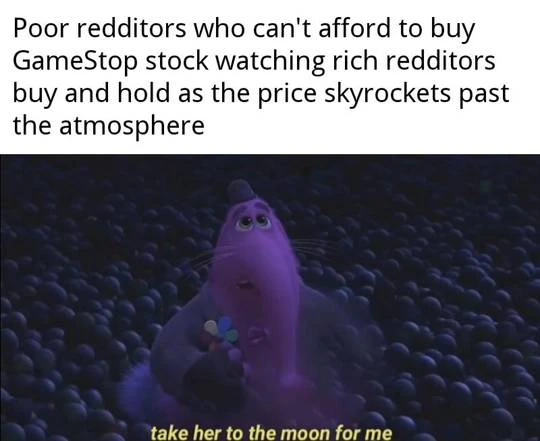 Poor redditors who can't afford to buy
GameStop stock watching rich redditors
buy and hold as the price skyrockets past
the atmosphere
take her to the moon for me